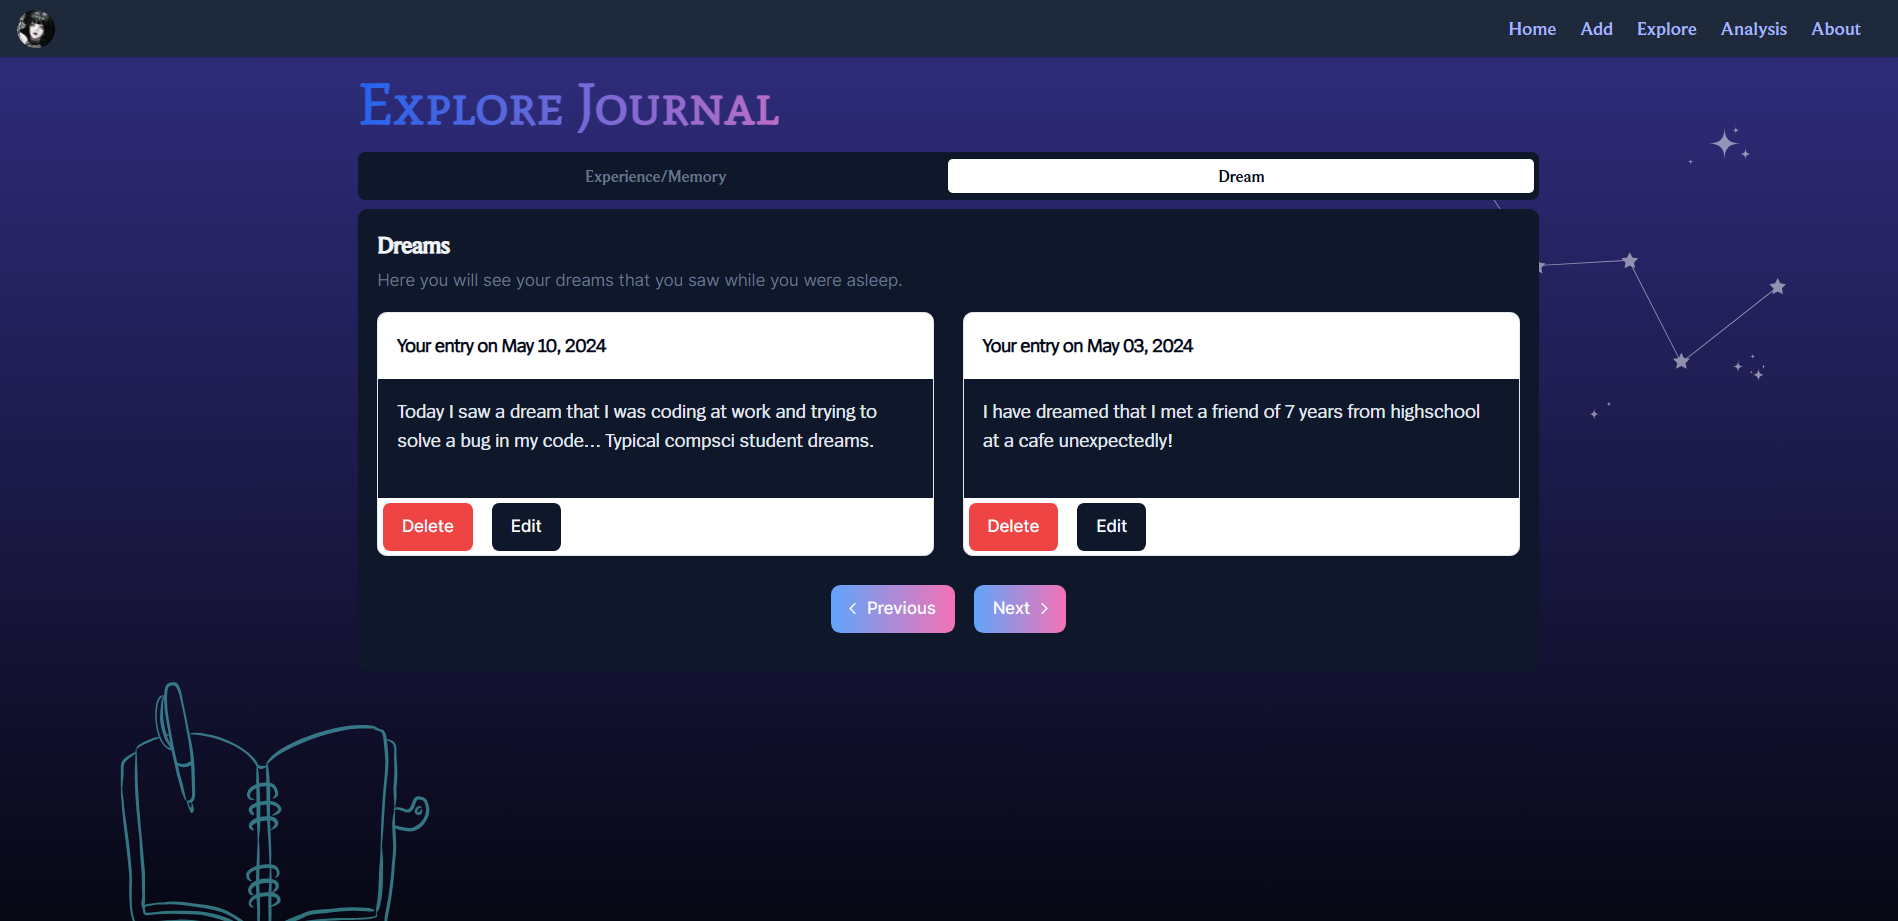 Home Add Explore Analysis About
Explore Journal
Experience/Memory Dream
Dreams
Here you will see your dreams that you saw while you were asleep.
Your entry on May 10, 2024
Today I saw a dream that I was coding at work and trying to
solve a bug in my code... Typical compsci student dreams.
Delete Edit
Your entry on May 03, 2024
I have dreamed that I met a friend of 7 years from highschool
at a cafe unexpectedly!
Delete Edit
Previous Next